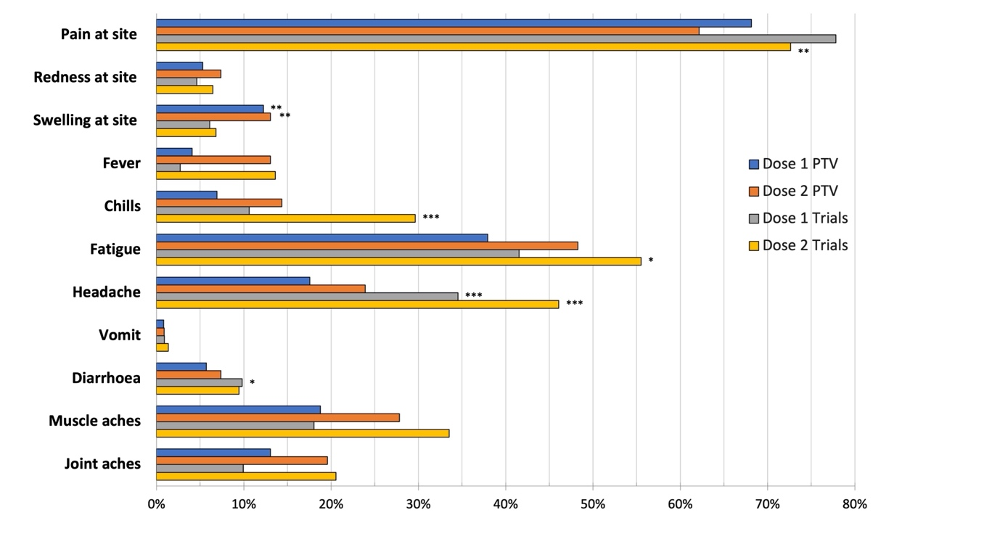 Pain at site
**
Redness at site
Swelling at site
**
**
Fever
Chills
***
Fatigue
*
Headache
***
***
Vomit
Diarrhoea
*
Muscle aches
Joint aches
Dose 1 PTV
Dose 2 PTV
Dose 1 Trials
Dose 2 Trials
0% 10% 20% 30% 40% 50% 60% 70% 80%